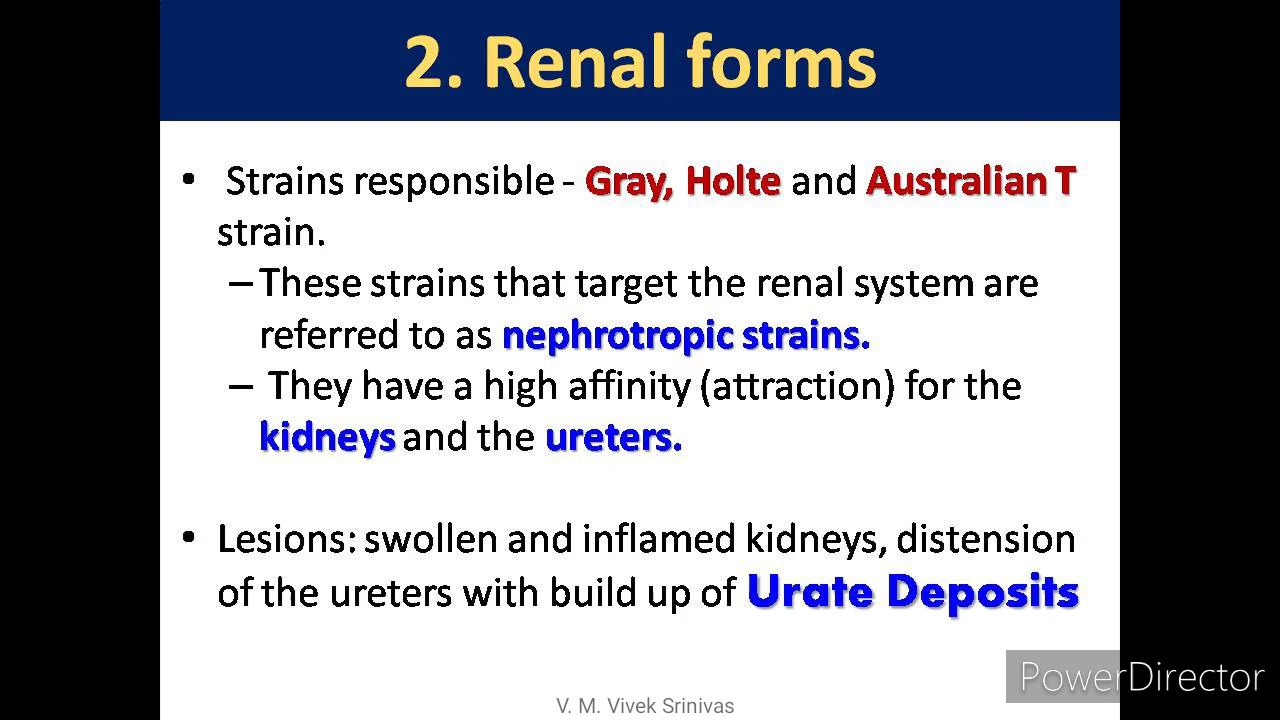 2. Renal forms
• Strains responsible - Gray, Holte and Australian T
strain.
– These strains that target the renal system are
referred to as nephrotropic strains.
– They have a high affinity (attraction) for the
kidneys and the ureters.
• Lesions: swollen and inflamed kidneys, distension
of the ureters with build up of Urate Deposits
PowerDirector
V. M. Vivek Srinivas